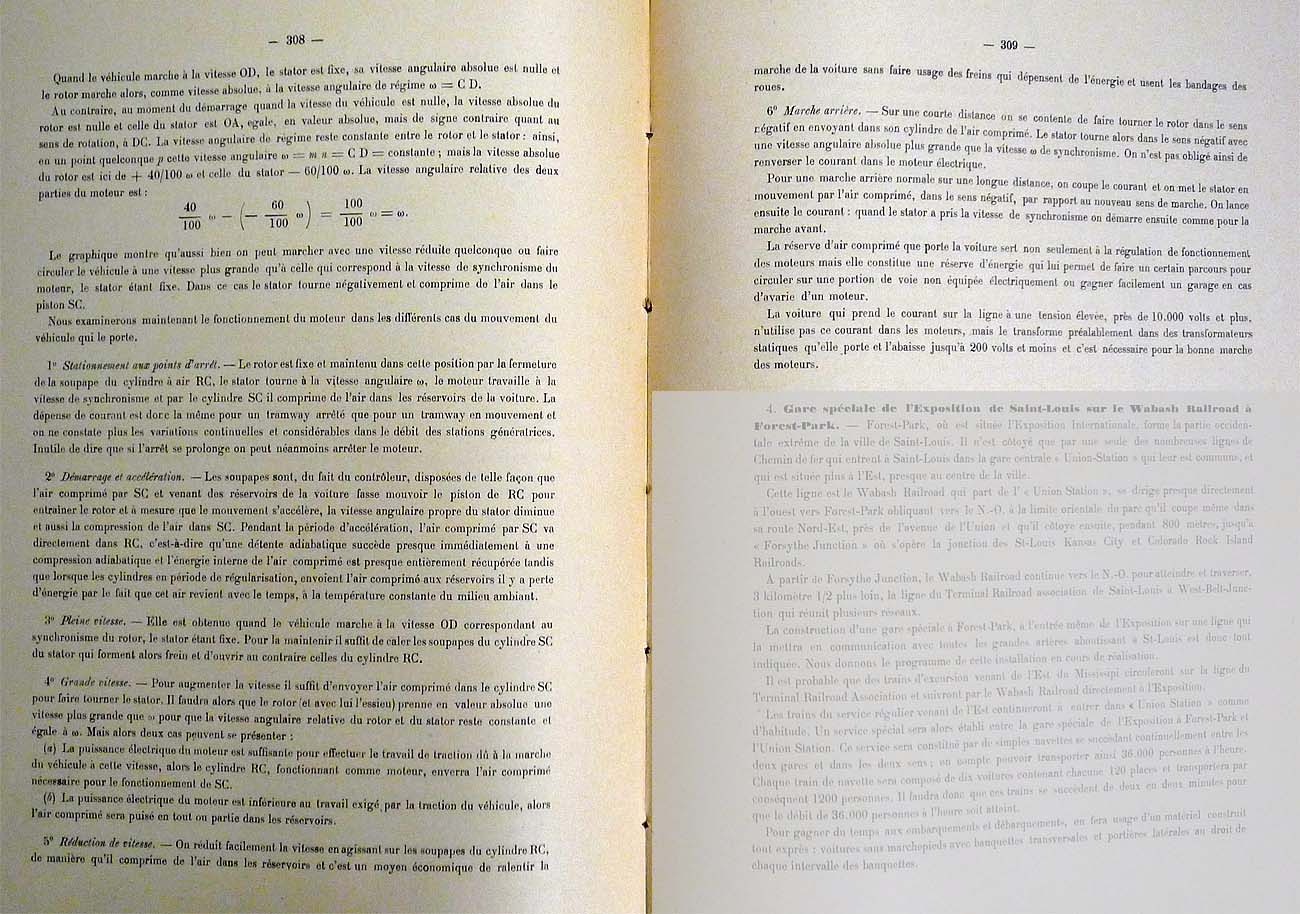 — 308 —
Quand le véhicule marche à la vitesse OD, le stator est fixe, sa vitesse angulaire absolue est nulle et
le rotor marche alors, comme vitesse absolue, à la vitesse angulaire de régime ω = C D.
Au contraire, au moment du démarrage quand la vitesse du véhicule est nulle, la vitesse absolue du
rotor est nulle et celle du stator est OA, egale, en valeur absolue, mais de signe contraire quant au
sens de rotation, à DC. La vitesse angulaire de régime reste constante entre le rotor et le stator : ainsi,
en un point quelconque p cette vitesse angulaire ω = m n = C D = constante ; mais la vitesse absolue
du rotor est ici de + 40/100 ω et celle du stator — 60/100 ω. La vitesse angulaire relative des deux
parties du moteur est :
40/100 ω — (— 60/100 ω) = 100/100 ω = ω.
Le graphique montre qu'aussi bien on peut marcher avec une vitesse réduite quelconque ou faire
circuler le véhicule à une vitesse plus grande qu'à celle qui correspond à la vitesse de synchronisme du
moteur, le stator étant fixe. Dans ce cas le stator tourne négativement et comprime de l'air dans le
piston SC.
Nous examinerons maintenant le fonctionnement du moteur dans les différents cas du mouvement du
véhicule qui le porte.
1° Stationnement aux points d'arrêt. — Le rotor est fixe et maintenu dans cette position par la fermeture
de la soupape du cylindre à air RC, le stator tourne à la vitesse angulaire ω, le moteur travaille à la
vitesse de synchronisme et par le cylindre SC il comprime de l'air dans les réservoirs de la voiture. La
dépense de courant est donc la même pour un tramway arrêté que pour un tramway en mouvement et
on ne constate plus les variations continuelles et considérables dans le débit des stations génératrices.
Inutile de dire que si l'arrêt se prolonge on peut néanmoins arrêter le moteur.
2° Démarrage et accélération. — Les soupapes sont, du fait du contrôleur, disposées de telle façon que
l'air comprimé par SC et venant des réservoirs de la voiture fasse mouvoir le piston de RC pour
entraîner le rotor et à mesure que le mouvement s'accélère, la vitesse angulaire propre du stator diminue
et aussi la compression de l'air dans SC. Pendant la période d'accélération, l'air comprimé par SC va
directement dans RC, c'est-à-dire qu'une détente adiabatique succède presque immédiatement à une
compression adiabatique et l'énergie interne de l'air comprimé est presque entièrement récupérée tandis
que lorsque les cylindres en période de régularisation, envoient l'air comprimé aux réservoirs il y a perte
d'énergie par le fait que cet air revient avec le temps, à la température constante du milieu ambiant.
3° Pleine vitesse. — Elle est obtenue quand le véhicule marche à la vitesse OD correspondant au
synchronisme du rotor, le stator étant fixe. Pour la maintenir il suffit de caler les soupapes du cylindre SC
du stator qui forment alors frein et d'ouvrir au contraire celles du cylindre RC.
4° Grande vitesse. — Pour augmenter la vitesse il suffit d'envoyer l'air comprimé dans le cylindre SC
pour faire tourner le stator. Il faudra alors que le rotor (et avec lui l'essieu) prenne en valeur absolue une
vitesse plus grande que ω pour que la vitesse angulaire relative du rotor et du stator reste constante et
égale à ω. Mais alors deux cas peuvent se présenter :
(a) La puissance électrique du moteur est suffisante pour effectuer le travail de traction dû à la marche
du véhicule à cette vitesse, alors le cylindre RC, fonctionnant comme moteur, enverra l'air comprimé
nécessaire pour le fonctionnement de SC.
(b) La puissance électrique du moteur est inférieure au travail exigé par la traction du véhicule, alors
l'air comprimé sera puisé en tout ou partie dans les réservoirs.
5° Réduction de vitesse. — On réduit facilement la vitesse en agissant sur les soupapes du cylindre RC,
de manière qu'il comprime de l'air dans les réservoirs et c'est un moyen économique de ralentir la
— 309 —
marche de la voiture sans faire usage des freins qui dépensent de l'énergie et usent les bandages des
roues.
6° Marche arrière. — Sur une courte distance on se contente de faire tourner le rotor dans le sens
négatif en envoyant dans son cylindre de l'air comprimé. Le stator tourne alors dans le sens négatif avec
une vitesse angulaire absolue plus grande que la vitesse ω de synchronisme. On n'est pas obligé ainsi de
renverser le courant dans le moteur électrique.
Pour une marche arrière normale sur une longue distance, on coupe le courant et on met le stator en
mouvement par l'air comprimé, dans le sens négatif, par rapport au nouveau sens de marche. On lance
ensuite le courant : quand le stator a pris la vitesse de synchronisme on démarre ensuite comme pour la
marche avant.
La réserve d'air comprimé que porte la voiture sert non seulement à la régulation de fonctionnement
des moteurs mais elle constitue une réserve d'énergie qui lui permet de faire un certain parcours pour
circuler sur une portion de voie non équipée électriquement ou gagner facilement un garage en cas
d'avarie d'un moteur.
La voiture qui prend le courant sur la ligne à une tension élevée, près de 10.000 volts et plus,
n'utilise pas ce courant dans les moteurs, mais le transforme préalablement dans des transformateurs
statiques qu'elle porte et l'abaisse jusqu'à 200 volts et moins et c'est nécessaire pour la bonne marche
des moteurs.
4. Gare spéciale de l'Exposition de Saint-Louis sur le Wabash Railroad à
Forest-Park. — Forest-Park, où est située l'Exposition Internationale, forme la partie occiden-
tale extrême de la ville de Saint-Louis. Il n'est côtoyé que par une seule des nombreuses lignes de
Chemin de fer qui entrent à Saint-Louis dans la gare centrale « Union-Station » qui leur est commune, et
qui est située plus à l'Est, presque au centre de la ville.
Cette ligne est le Wabash Railroad qui part de l' « Union Station », se dirige presque directement
à l'ouest vers Forest-Park obliquant vers le N.-O. à la limite orientale du parc qu'il coupe même dans
sa route Nord-Est, près de l'avenue de l'Union et qu'il côtoye ensuite, pendant 800 mètres, jusqu'à
« Forsythe Junction » où s'opère la jonction des St-Louis Kansas City et Colorado Rock Island
Railroads.
A partir de Forsythe Junction, le Wabash Railroad continue vers le N.-O. pour atteindre et traverser,
3 kilomètre 1/2 plus loin, la ligne du Terminal Railroad association de Saint-Louis à West-Belt-Junc-
tion qui réunit plusieurs réseaux.
La construction d'une gare spéciale à Forest-Park, à l'entrée même de l'Exposition sur une ligne qui
la mettra en communication avec toutes les grandes artères aboutissant à St-Louis est donc tout
indiquée. Nous donnons le programme de cette installation en cours de réalisation.
Il est probable que des trains d'excursion venant de l'Est du Mississipi circuleront sur la ligne du
Terminal Railroad Association et suivront par le Wabash Railroad directement à l'Exposition.
Les trains du service régulier venant de l'Est continueront à entrer dans « Union Station » comme
d'habitude. Un service spécial sera alors établi entre la gare spéciale de l'Exposition à Forest-Park et
l'Union Station. Ce service sera constitué par de simples navettes se succédant continuellement entre les
deux gares et dans les deux sens ; on compte pouvoir transporter ainsi 36.000 personnes à l'heure.
Chaque train de navette sera composé de dix voitures contenant chacune 120 places et transportera par
conséquent 1200 personnes. Il faudra donc que ces trains se succèdent de deux en deux minutes pour
que le débit de 36.000 personnes à l'heure soit atteint.
Pour gagner du temps aux embarquements et débarquements, en fera usage d'un matériel construit
tout exprès : voitures sans marchepieds avec banquettes transversales et portières latérales au droit de
chaque intervalle des banquettes.